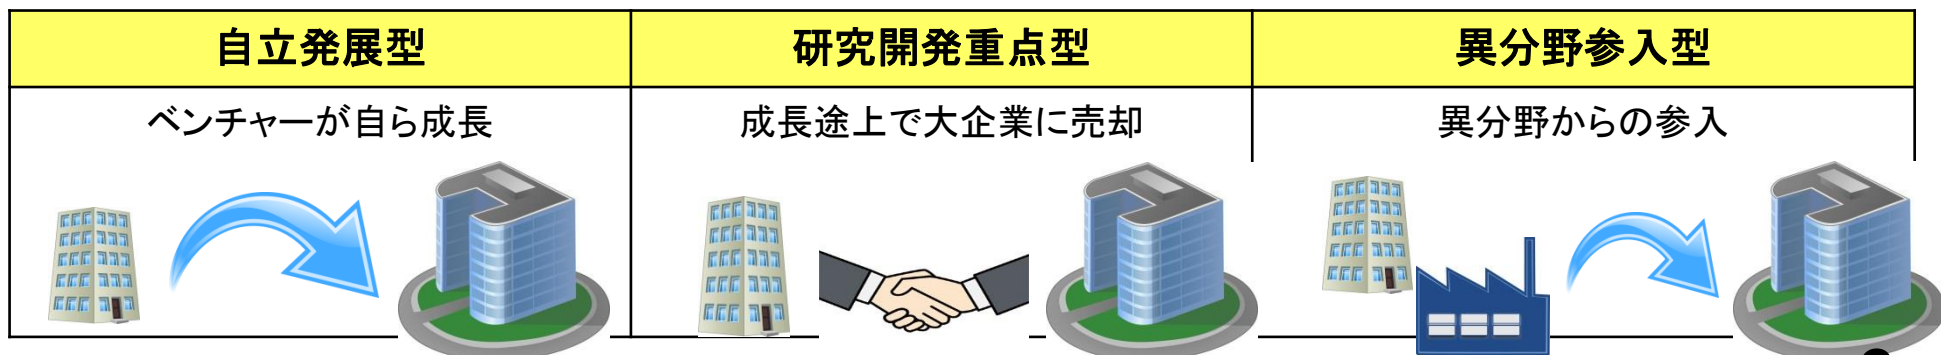 自立発展型
研究開発重点型
異分野参入型
ベンチャーが自ら成長
成長途上で大企業に売却
異分野からの参入